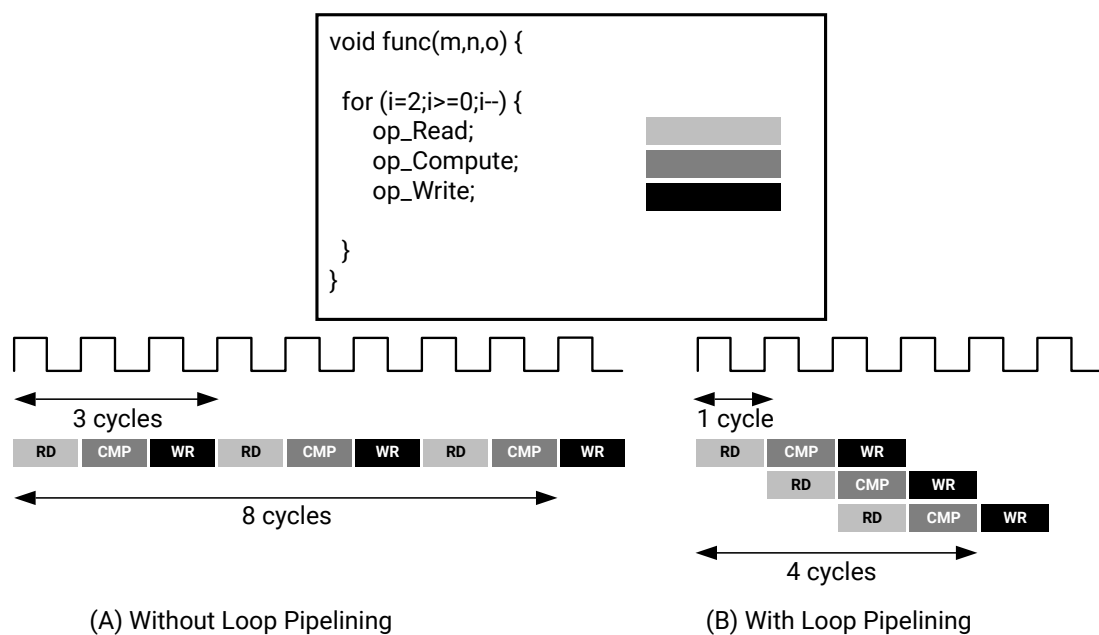 void func(m,n,o) {
for (i=2;i>=0;i--) {
op_Read;
op_Compute;
op_Write;
}
}
3 cycles
RD CMP WR RD CMP WR RD CMP WR
8 cycles
(A) Without Loop Pipelining
1 cycle
RD CMP WR
RD CMP WR
RD CMP WR
4 cycles
(B) With Loop Pipelining